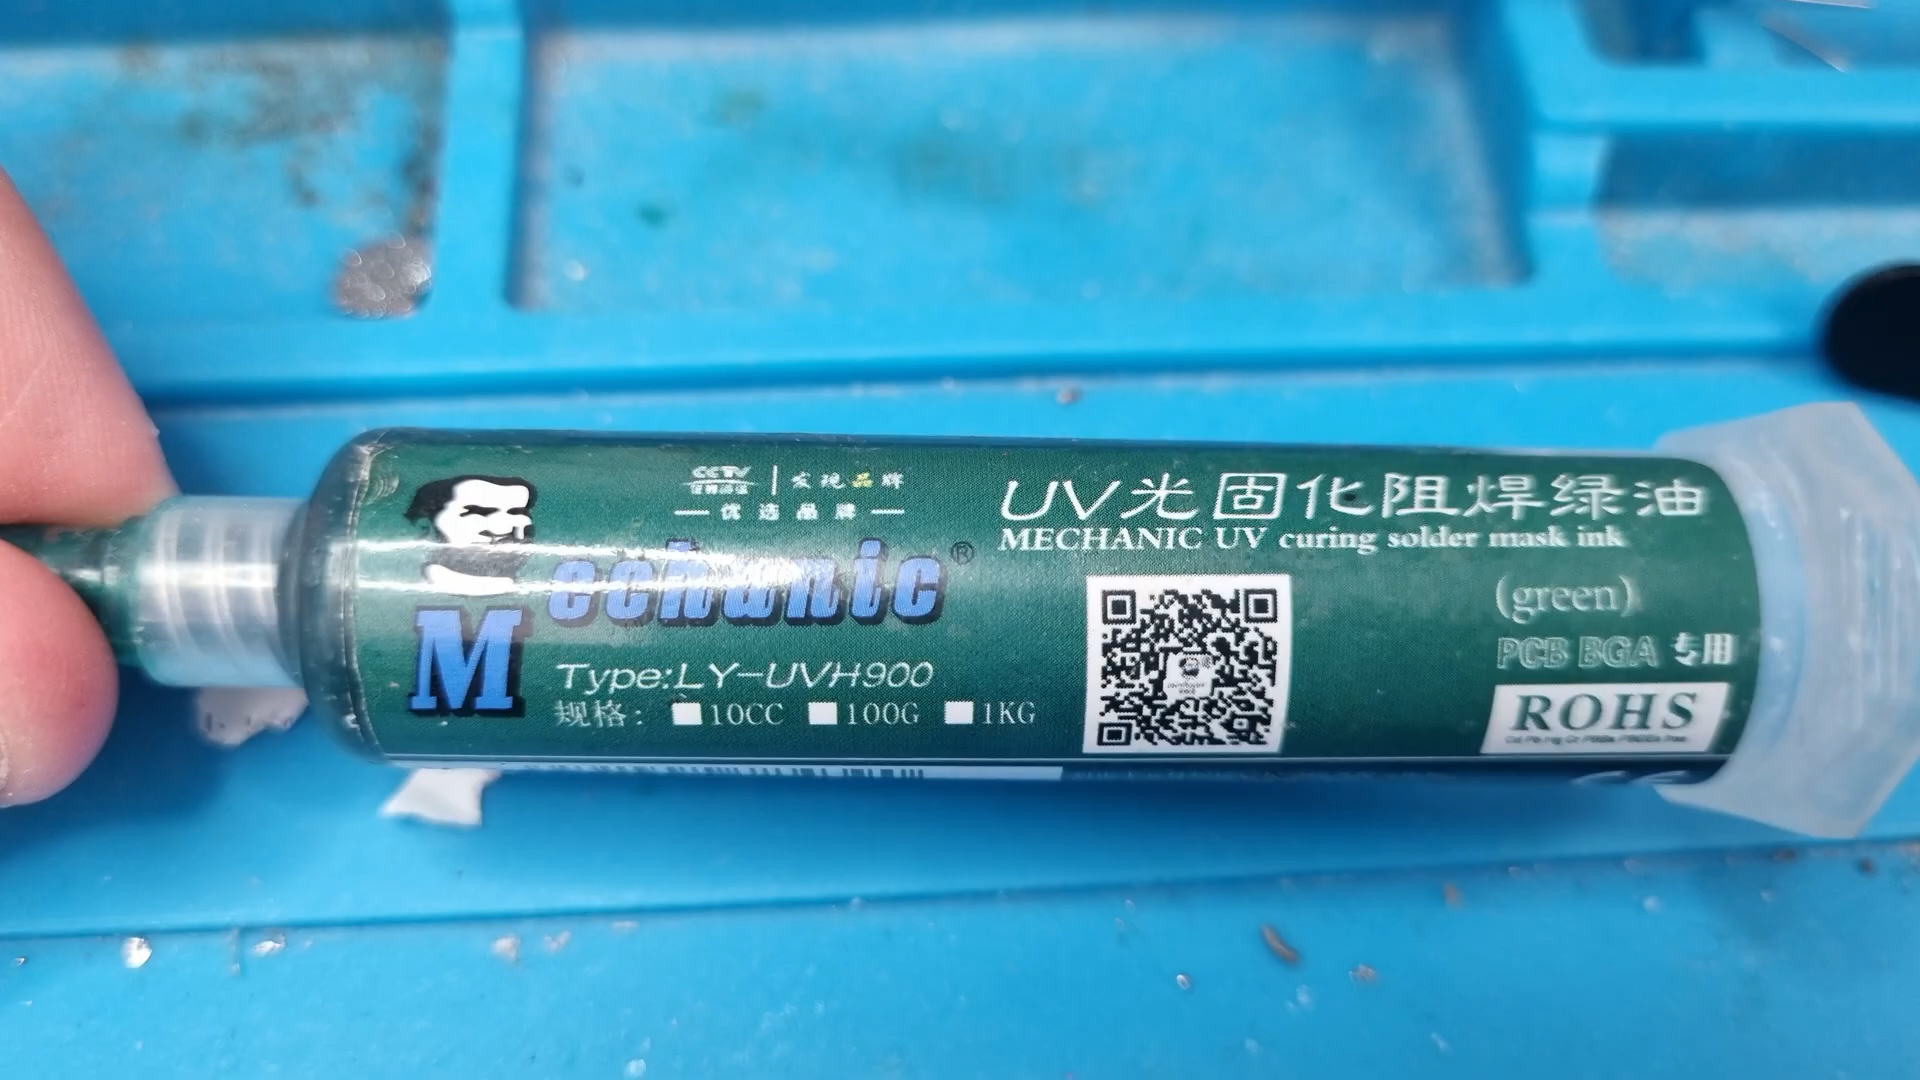 CCTV 发现品牌
优选品牌
Mechanic®
Type:LY-UVH900
规格: 10CC 100G 1KG
UV光固化阻焊绿油
MECHANIC UV curing solder mask ink
(green)
PCB BGA 专用
ROHS
CE